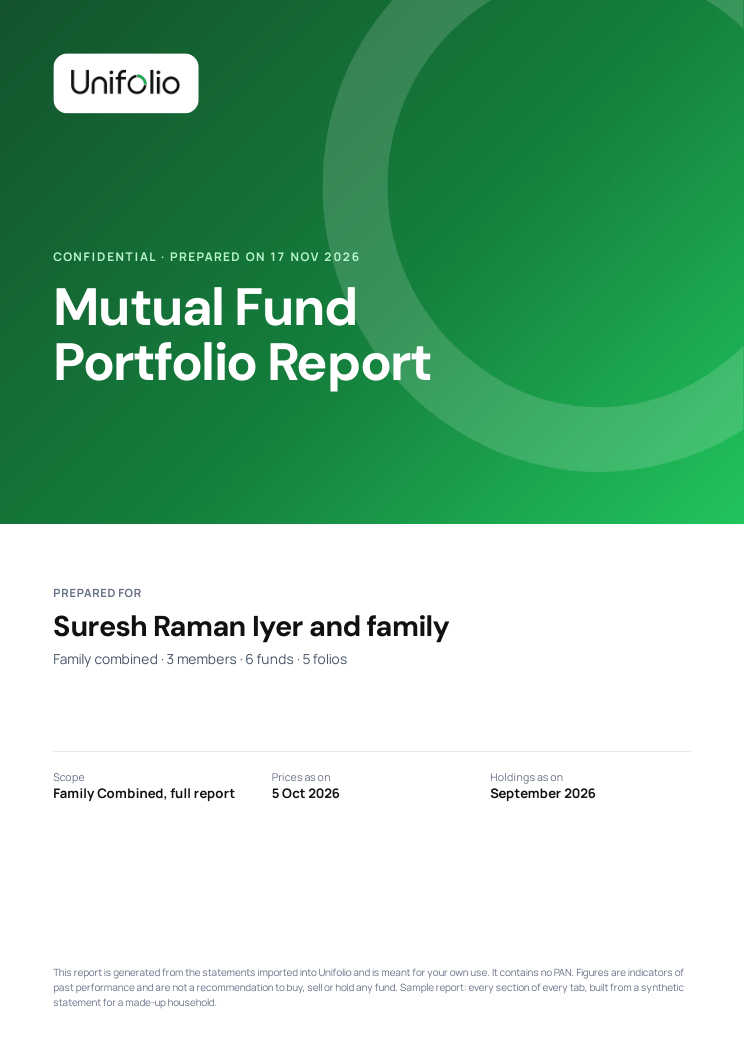 Unifolio
CONFIDENTIAL · PREPARED ON 17 NOV 2026
Mutual Fund
Portfolio Report
PREPARED FOR
Suresh Raman Iyer and family
Family combined · 3 members · 6 funds · 5 folios
Scope
Family Combined, full report
Prices as on
5 Oct 2026
Holdings as on
September 2026
This report is generated from the statements imported into Unifolio and is meant for your own use. It contains no PAN. Figures are indicators of
past performance and are not a recommendation to buy, sell or hold any fund. Sample report: every section of every tab, built from a synthetic
statement for a made-up household.